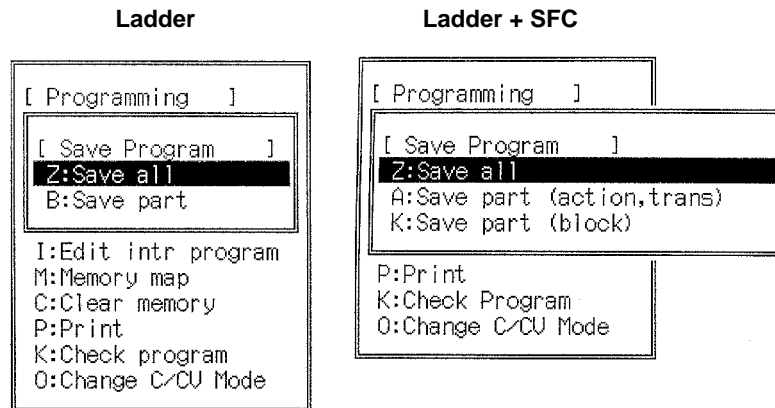 Ladder
[ Programming ]
[ Save Program ]
Z:Save all
B:Save part
I:Edit intr program
M:Memory map
C:Clear memory
P:Print
K:Check program
O:Change C/CV Mode
Ladder + SFC
[ Programming ]
[ Save Program ]
Z:Save all
A:Save part (action,trans)
K:Save part (block)
P:Print
K:Check Program
O:Change C/CV Mode